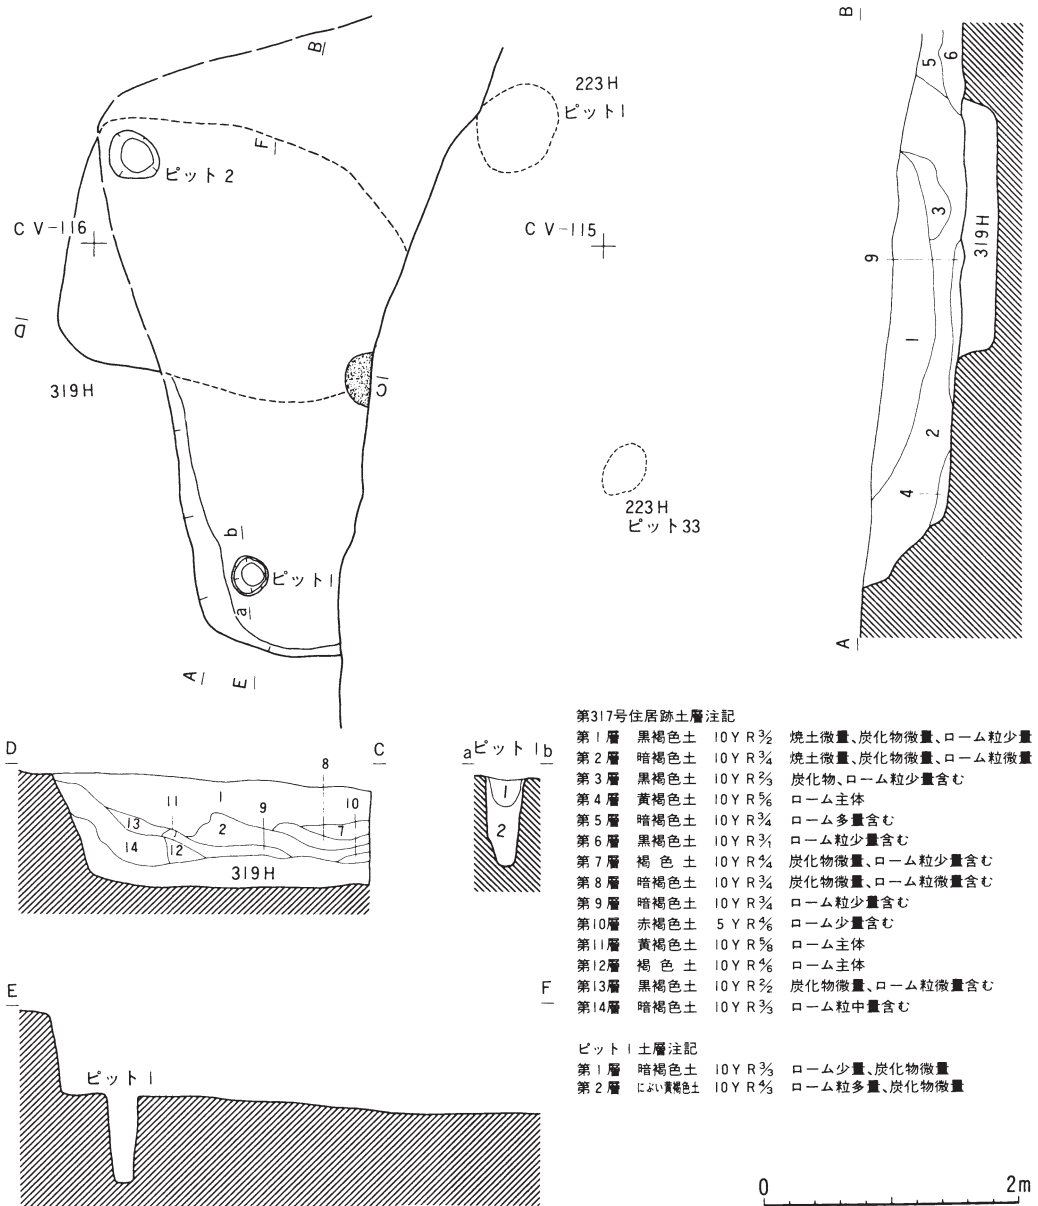 B
223H
ピット1
F
ピット2
CV-116
CV-115
D
C
319H
b
ピット1
a
223H
ピット33
A
E
B
5
6
3
319H
9
1
2
4
A
D
C
8
11
1
9
10
13
2
7
14
12
319H
aピット1b
1
2
E
F
ピット1
第317号住居跡土層注記
第1層 黒褐色土 10YR3/2 焼土微量、炭化物微量、ローム粒少量
第2層 暗褐色土 10YR3/4 焼土微量、炭化物微量、ローム粒微量
第3層 黒褐色土 10YR2/3 炭化物、ローム粒少量含む
第4層 黄褐色土 10YR5/6 ローム主体
第5層 暗褐色土 10YR3/4 ローム多量含む
第6層 黒褐色土 10YR3/1 ローム粒少量含む
第7層 褐色土 10YR4/4 炭化物微量、ローム粒少量含む
第8層 暗褐色土 10YR3/4 炭化物微量、ローム粒微量含む
第9層 暗褐色土 10YR3/4 ローム粒少量含む
第10層 赤褐色土 5YR4/6 ローム少量含む
第11層 黄褐色土 10YR5/8 ローム主体
第12層 褐色土 10YR4/6 ローム主体
第13層 黒褐色土 10YR2/2 炭化物微量、ローム粒微量含む
第14層 暗褐色土 10YR3/3 ローム粒中量含む
ピット1土層注記
第1層 暗褐色土 10YR3/3 ローム少量、炭化物微量
第2層 にぶい黄褐色土 10YR4/3 ローム粒多量、炭化物微量
0
2m